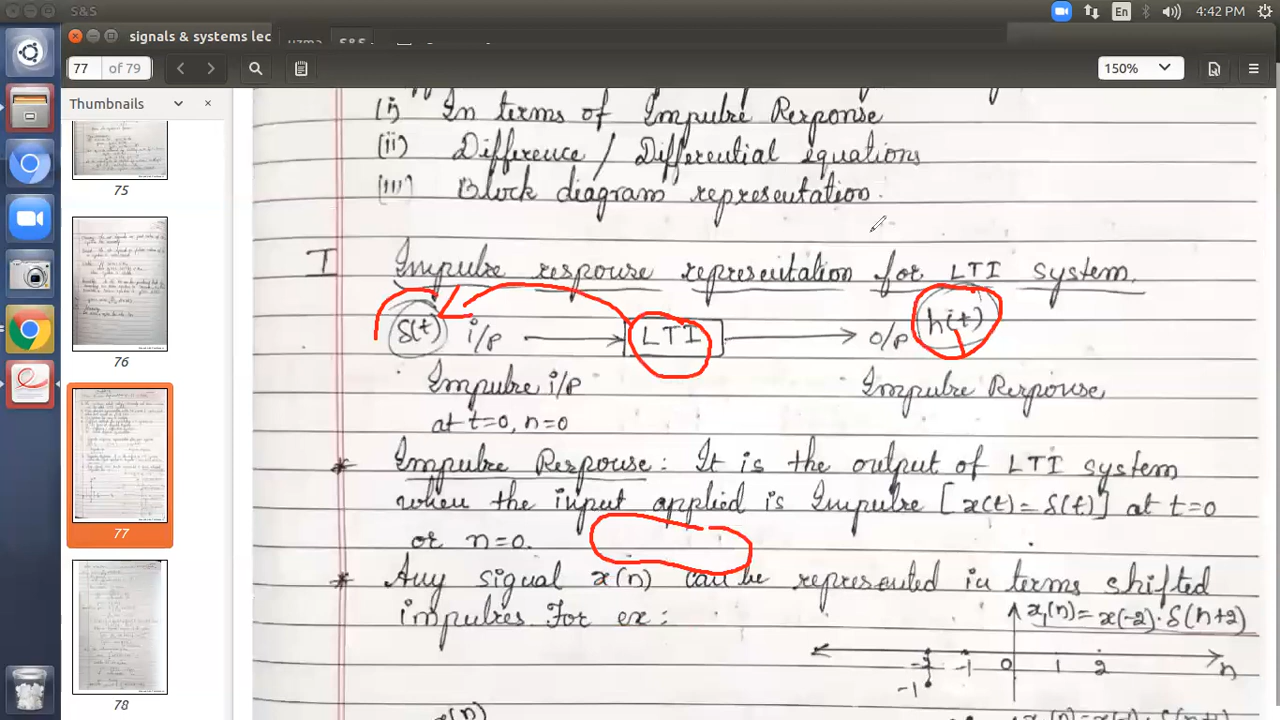 S&S
En
4:42 PM
signals & systems lec
S&S
77 of 79
150%
Thumbnails
75
76
77
78
(i) In terms of Impulse Response
(ii) Difference / Differential equations
(iii) Block diagram representation.
I Impulse response representation for LTI system.
δ(t) i/p LTI o/p h(t)
Impulse i/p Impulse Response
at t=0, n=0
* Impulse Response : It is the output of LTI system
when the input applied is Impulse [x(t)=δ(t)] at t=0
or n=0.
* Any signal x(n) can be represented in terms shifted
impulses For ex:
x₁(n)=x(-2)·δ(n+2)
-2 -1 0 1 2 n
-1
x(n)